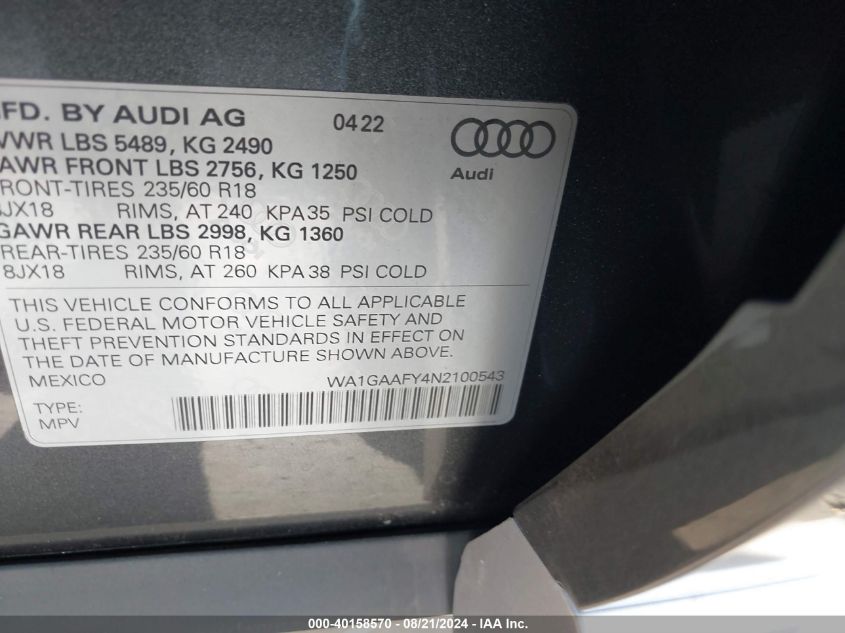 FD. BY AUDI AG 04 22
VWR LBS 5489, KG 2490
AWR FRONT LBS 2756, KG 1250
RONT-TIRES 235/60 R18
JX18 RIMS, AT 240 KPA 35 PSI COLD
GAWR REAR LBS 2998, KG 1360
REAR-TIRES 235/60 R18
8JX18 RIMS, AT 260 KPA 38 PSI COLD
Audi
THIS VEHICLE CONFORMS TO ALL APPLICABLE
U.S. FEDERAL MOTOR VEHICLE SAFETY AND
THEFT PREVENTION STANDARDS IN EFFECT ON
THE DATE OF MANUFACTURE SHOWN ABOVE.
MEXICO WA1GAAFY4N2100543
TYPE:
MPV
000-40158570 - 08/21/2024 - IAA Inc.